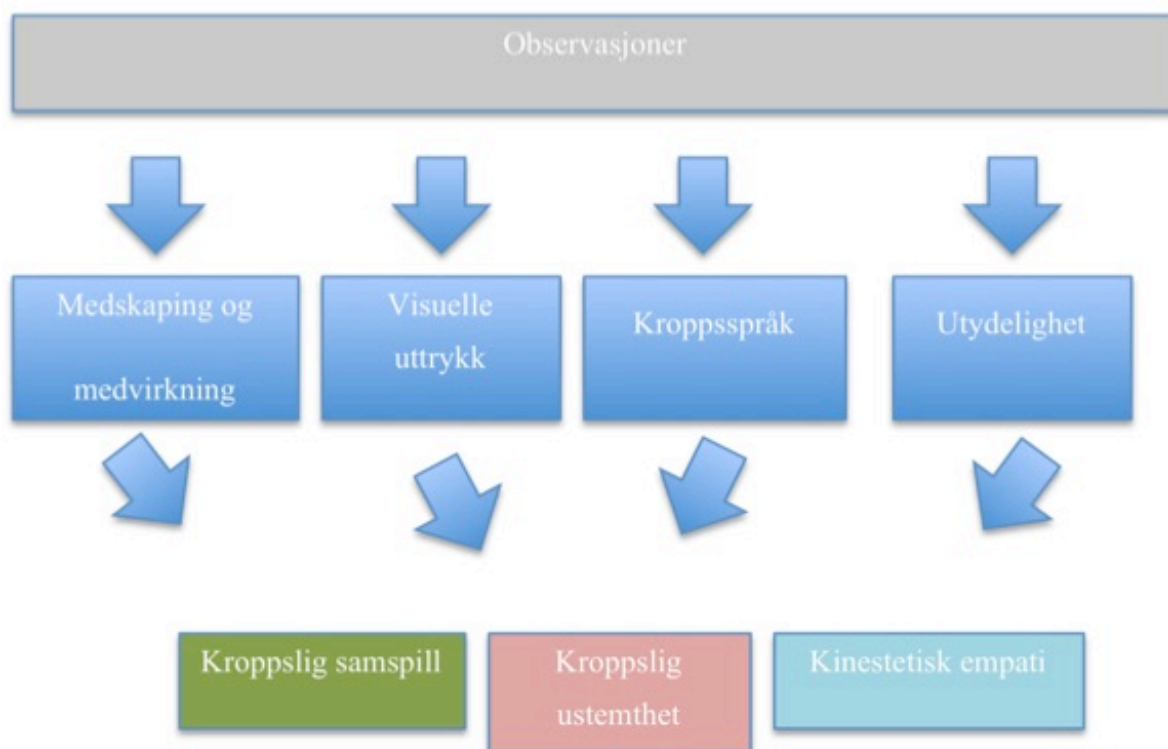 Observasjoner
Medskaping og
medvirkning
Visuelle
uttrykk
Kroppsspråk
Utydelighet
Kroppslig samspill
Kroppslig
ustemthet
Kinestetisk empati